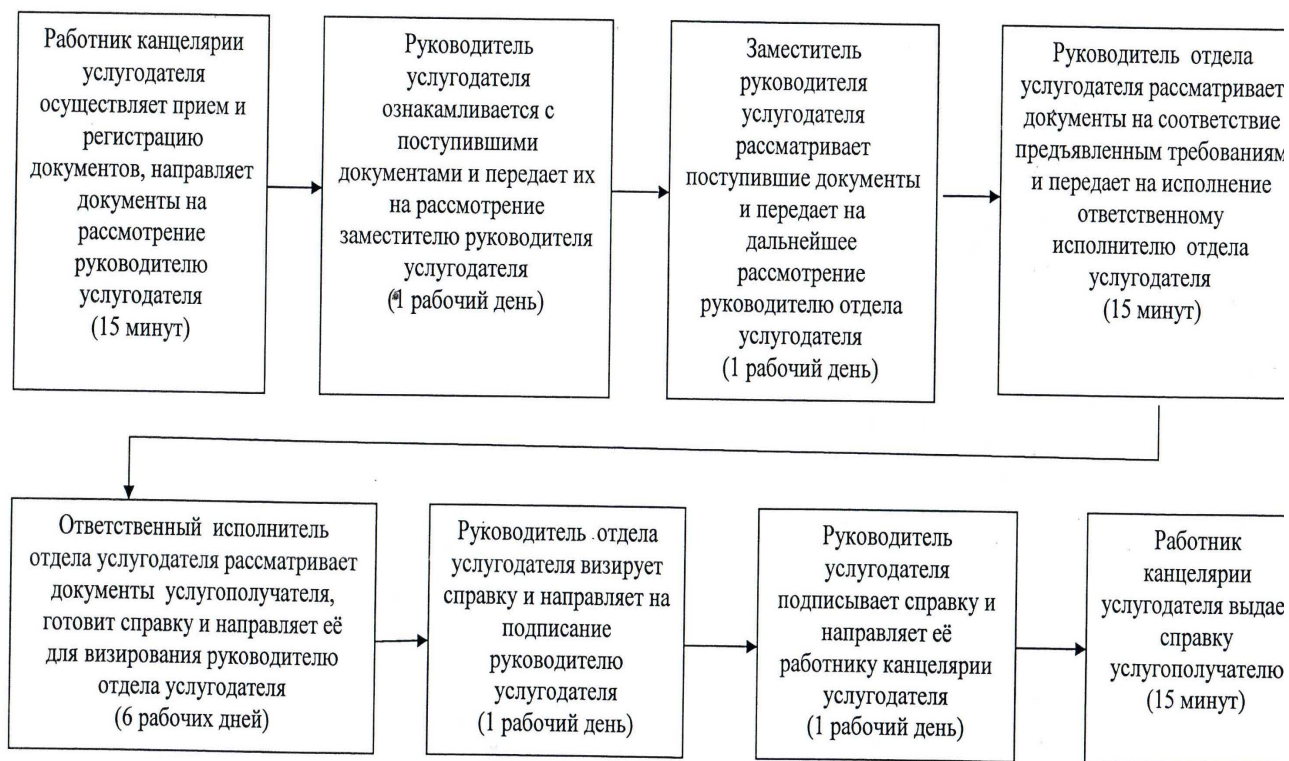 Работник канцелярии
услугодателя
осуществляет прием и
регистрацию
документов, направляет
документы на
рассмотрение
руководителю
услугодателя
(15 минут)
Руководитель
услугодателя
ознакамливается с
поступившими
документами и передает их
на рассмотрение
заместителю руководителя
услугодателя
(1 рабочий день)
Заместитель
руководителя
услугодателя
рассматривает
поступившие документы
и передает на
дальнейшее
рассмотрение
руководителю отдела
услугодателя
(1 рабочий день)
Руководитель отдела
услугодателя рассматривает
документы на соответствие
предъявленным требованиям
и передает на исполнение
ответственному
исполнителю отдела
услугодателя
(15 минут)
Ответственный исполнитель
отдела услугодателя рассматривает
документы услугополучателя,
готовит справку и направляет её
для визирования руководителю
отдела услугодателя
(6 рабочих дней)
Руководитель отдела
услугодателя визирует
справку и направляет на
подписание
руководителю
услугодателя
(1 рабочий день)
Руководитель
услугодателя
подписывает справку и
направляет её
работнику канцелярии
услугодателя
(1 рабочий день)
Работник
канцелярии
услугодателя выдае
справку
услугополучателю
(15 минут)